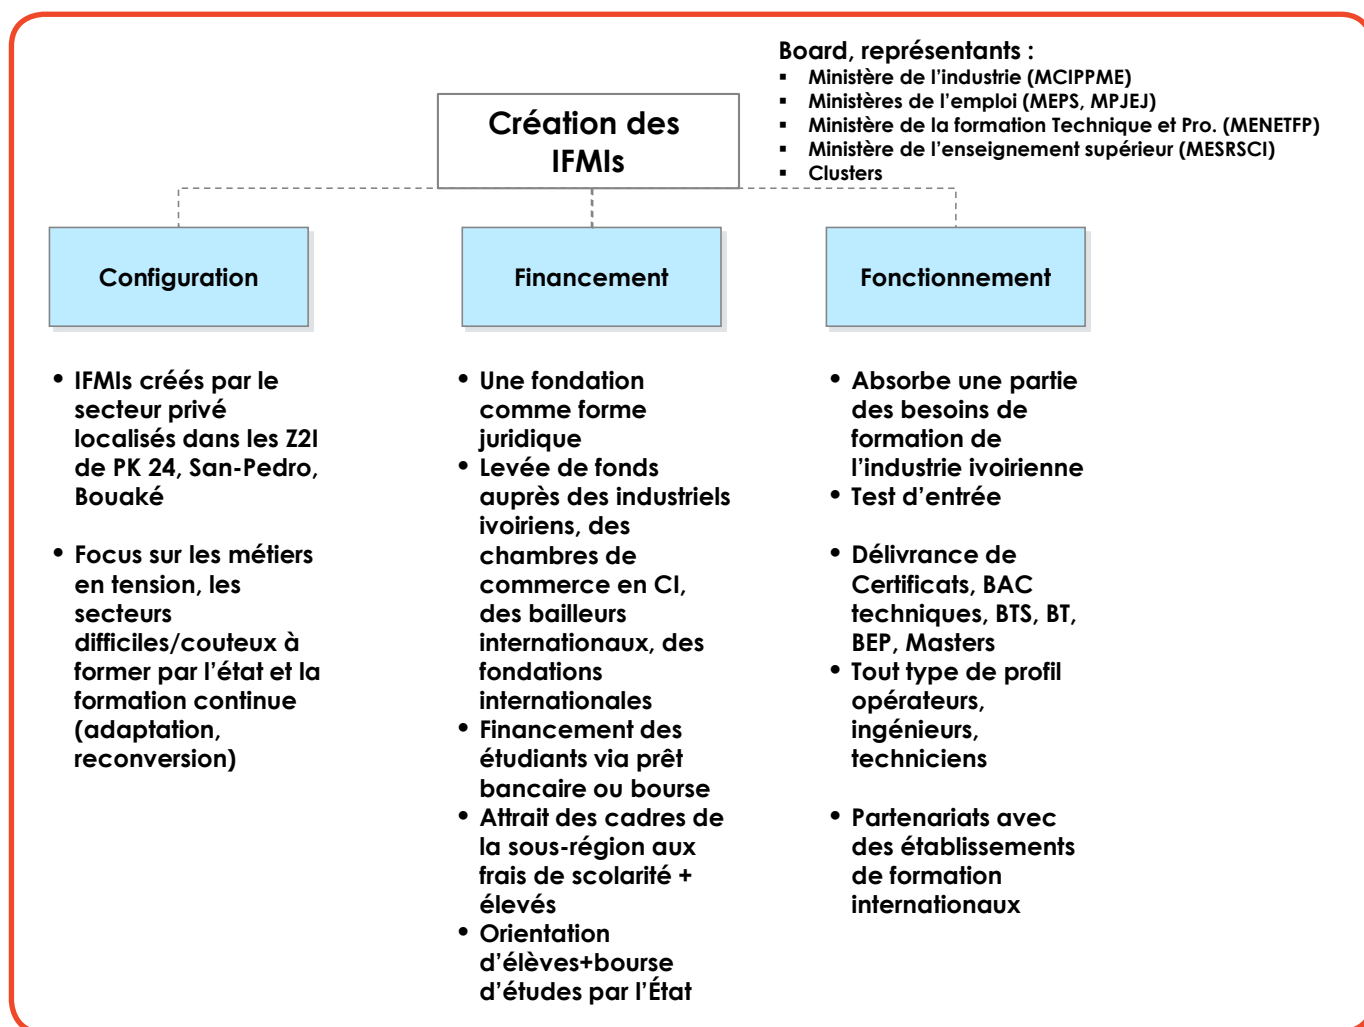 Board, représentants :
▪ Ministère de l'industrie (MCIPPME)
▪ Ministères de l'emploi (MEPS, MPJEJ)
▪ Ministère de la formation Technique et Pro. (MENETFP)
▪ Ministère de l'enseignement supérieur (MESRSCI)
▪ Clusters
Création des
IFMIs
Configuration
• IFMIs créés par le
secteur privé
localisés dans les Z2I
de PK 24, San-Pedro,
Bouaké
• Focus sur les métiers
en tension, les
secteurs
difficiles/couteux à
former par l'état et la
formation continue
(adaptation,
reconversion)
Financement
• Une fondation
comme forme
juridique
• Levée de fonds
auprès des industriels
ivoiriens, des
chambres de
commerce en CI,
des bailleurs
internationaux, des
fondations
internationales
• Financement des
étudiants via prêt
bancaire ou bourse
• Attrait des cadres de
la sous-région aux
frais de scolarité +
élevés
• Orientation
d'élèves+bourse
d'études par l'État
Fonctionnement
• Absorbe une partie
des besoins de
formation de
l'industrie ivoirienne
• Test d'entrée
• Délivrance de
Certificats, BAC
techniques, BTS, BT,
BEP, Masters
• Tout type de profil
opérateurs,
ingénieurs,
techniciens
• Partenariats avec
des établissements
de formation
internationaux